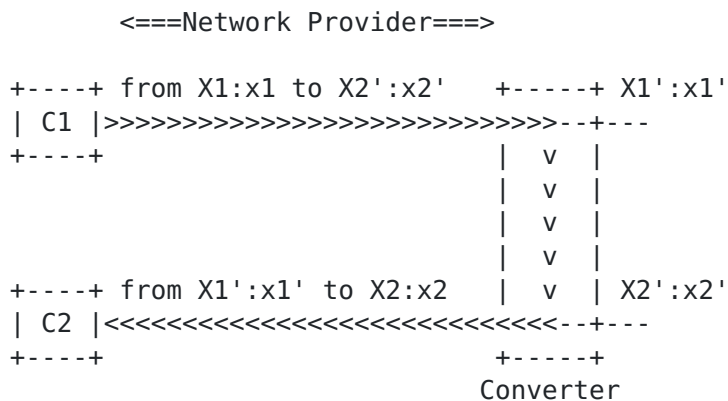 <===Network Provider===>
+----+ from X1:x1 to X2':x2' +-----+ X1':x1'
| C1 |>>>>>>>>>>>>>>>>>>>>>>>>>>>>>--+---
+----+ | v |
| v |
| v |
| v |
+----+ from X1':x1' to X2:x2 | v | X2':x2'
| C2 |<<<<<<<<<<<<<<<<<<<<<<<<<<<<<--+---
+----+ +-----+
Converter